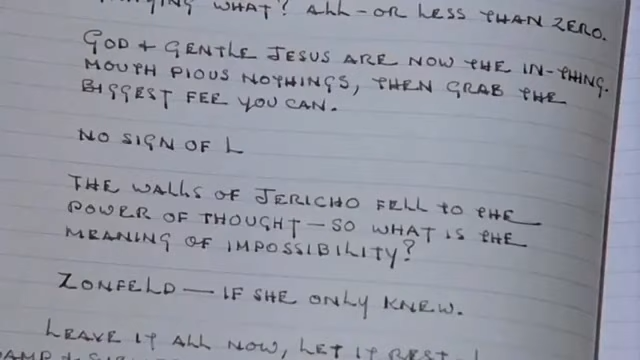 WHAT? ALL - OR LESS THAN ZERO.
GOD + GENTLE JESUS ARE NOW THE IN-THING.
MOUTH PIOUS NOTHINGS, THEN GRAB THE
BIGGEST FEE YOU CAN.
NO SIGN OF L
THE WALLS OF JERICHO FELL TO THE
POWER OF THOUGHT - SO WHAT IS THE
MEANING OF IMPOSSIBILITY?
ZONFELD - IF SHE ONLY KNEW.
LEAVE IT ALL NOW, LET IT REST